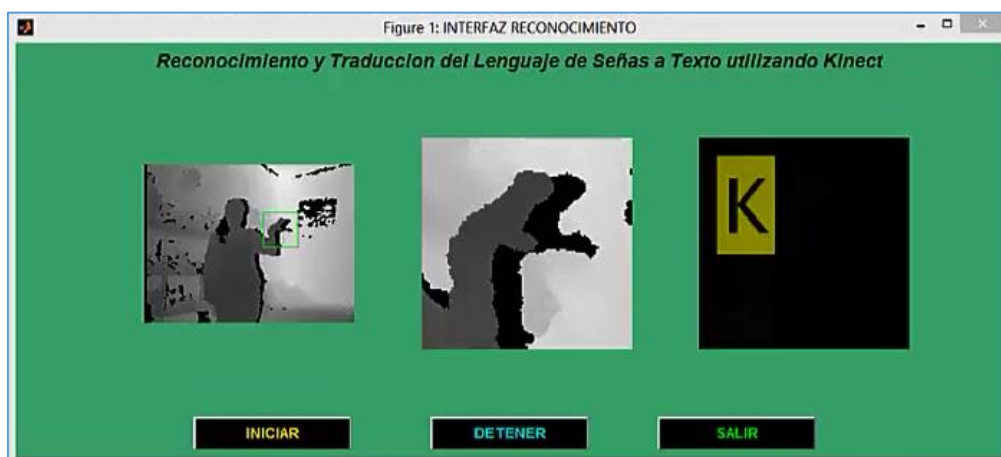 Figure 1: INTERFAZ RECONOCIMIENTO
Reconocimiento y Traduccion del Lenguaje de Señas a Texto utilizando Kinect
K
INICIAR
DETENER
SALIR